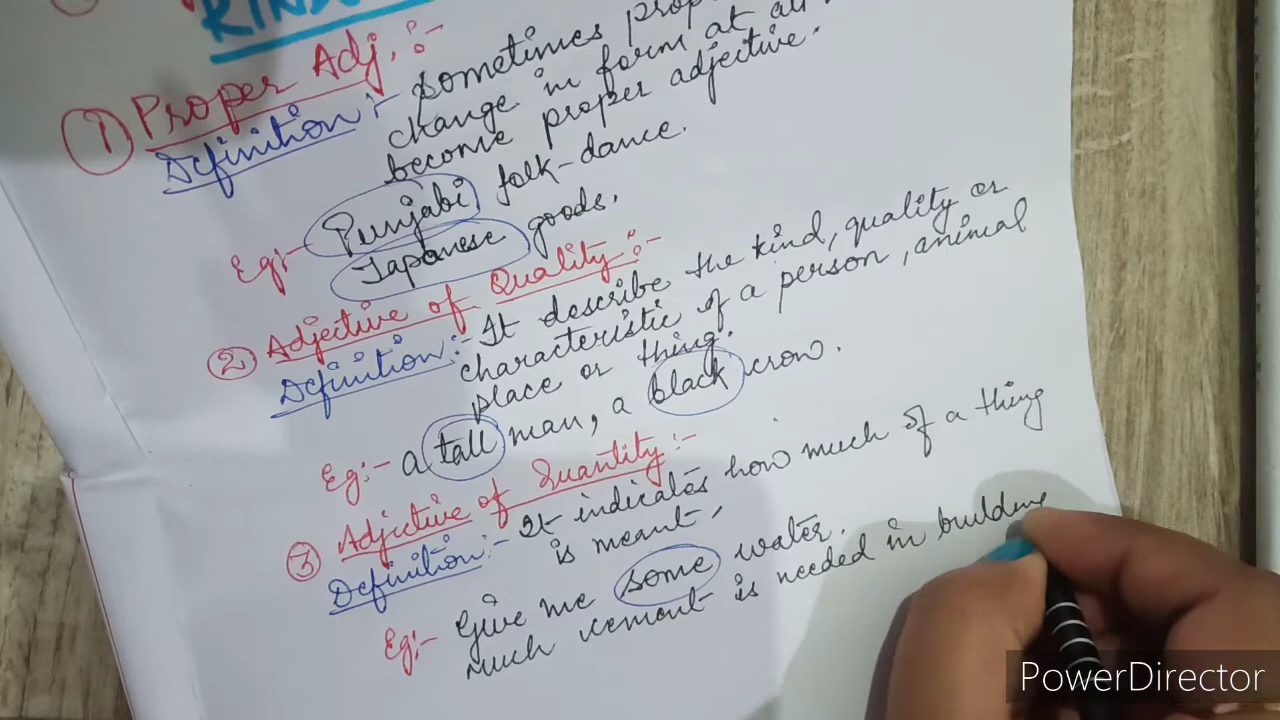 KIND
① Proper Adj. :-
Definition :- Sometimes prop
change in form at all
become proper adjective.
Eg:- Punjabi folk-dance.
Japanese goods.
② Adjective of Quality :-
Definition :- It describe the kind, quality or
characteristic of a person, animal
place or thing.
Eg:- a tall man, a black crow.
③ Adjective of Quantity :-
Definition :- It indicates how much of a thing
is meant.
Eg:- Give me some water.
much cement is needed in building
PowerDirector